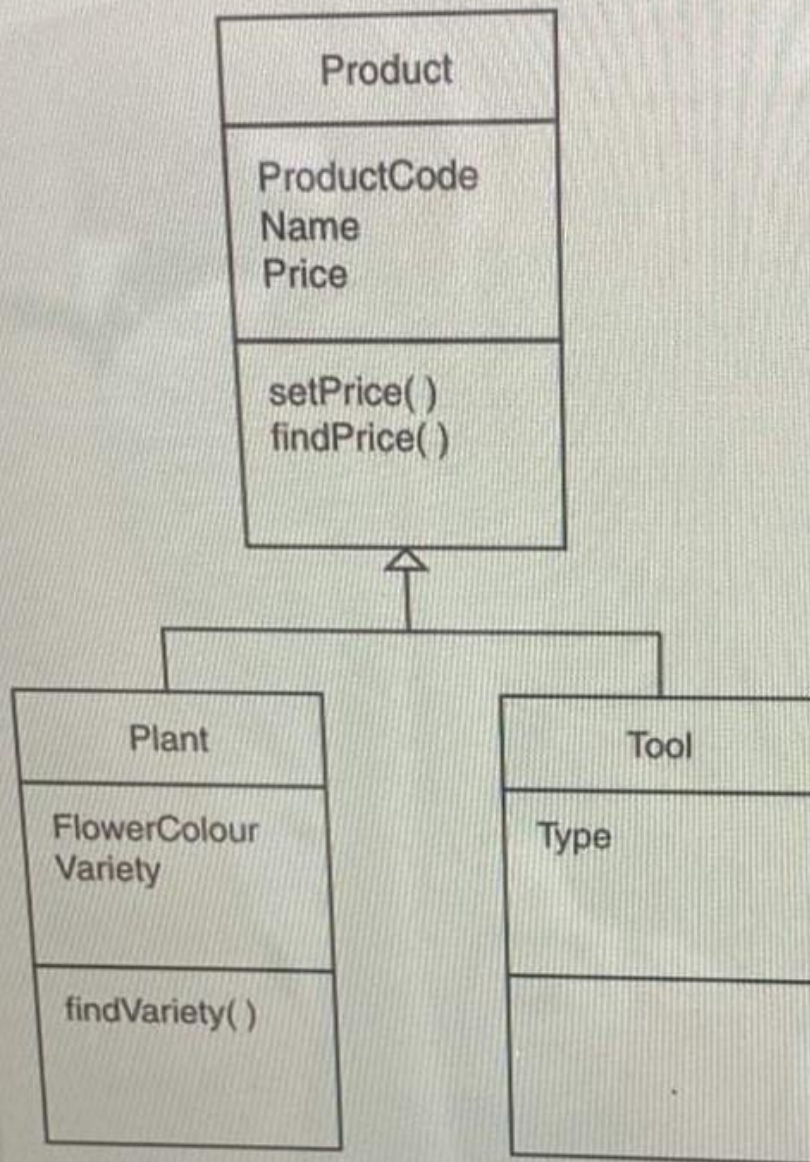 Product
ProductCode
Name
Price
setPrice( )
findPrice( )
Plant
FlowerColour
Variety
findVariety( )
Tool
Type